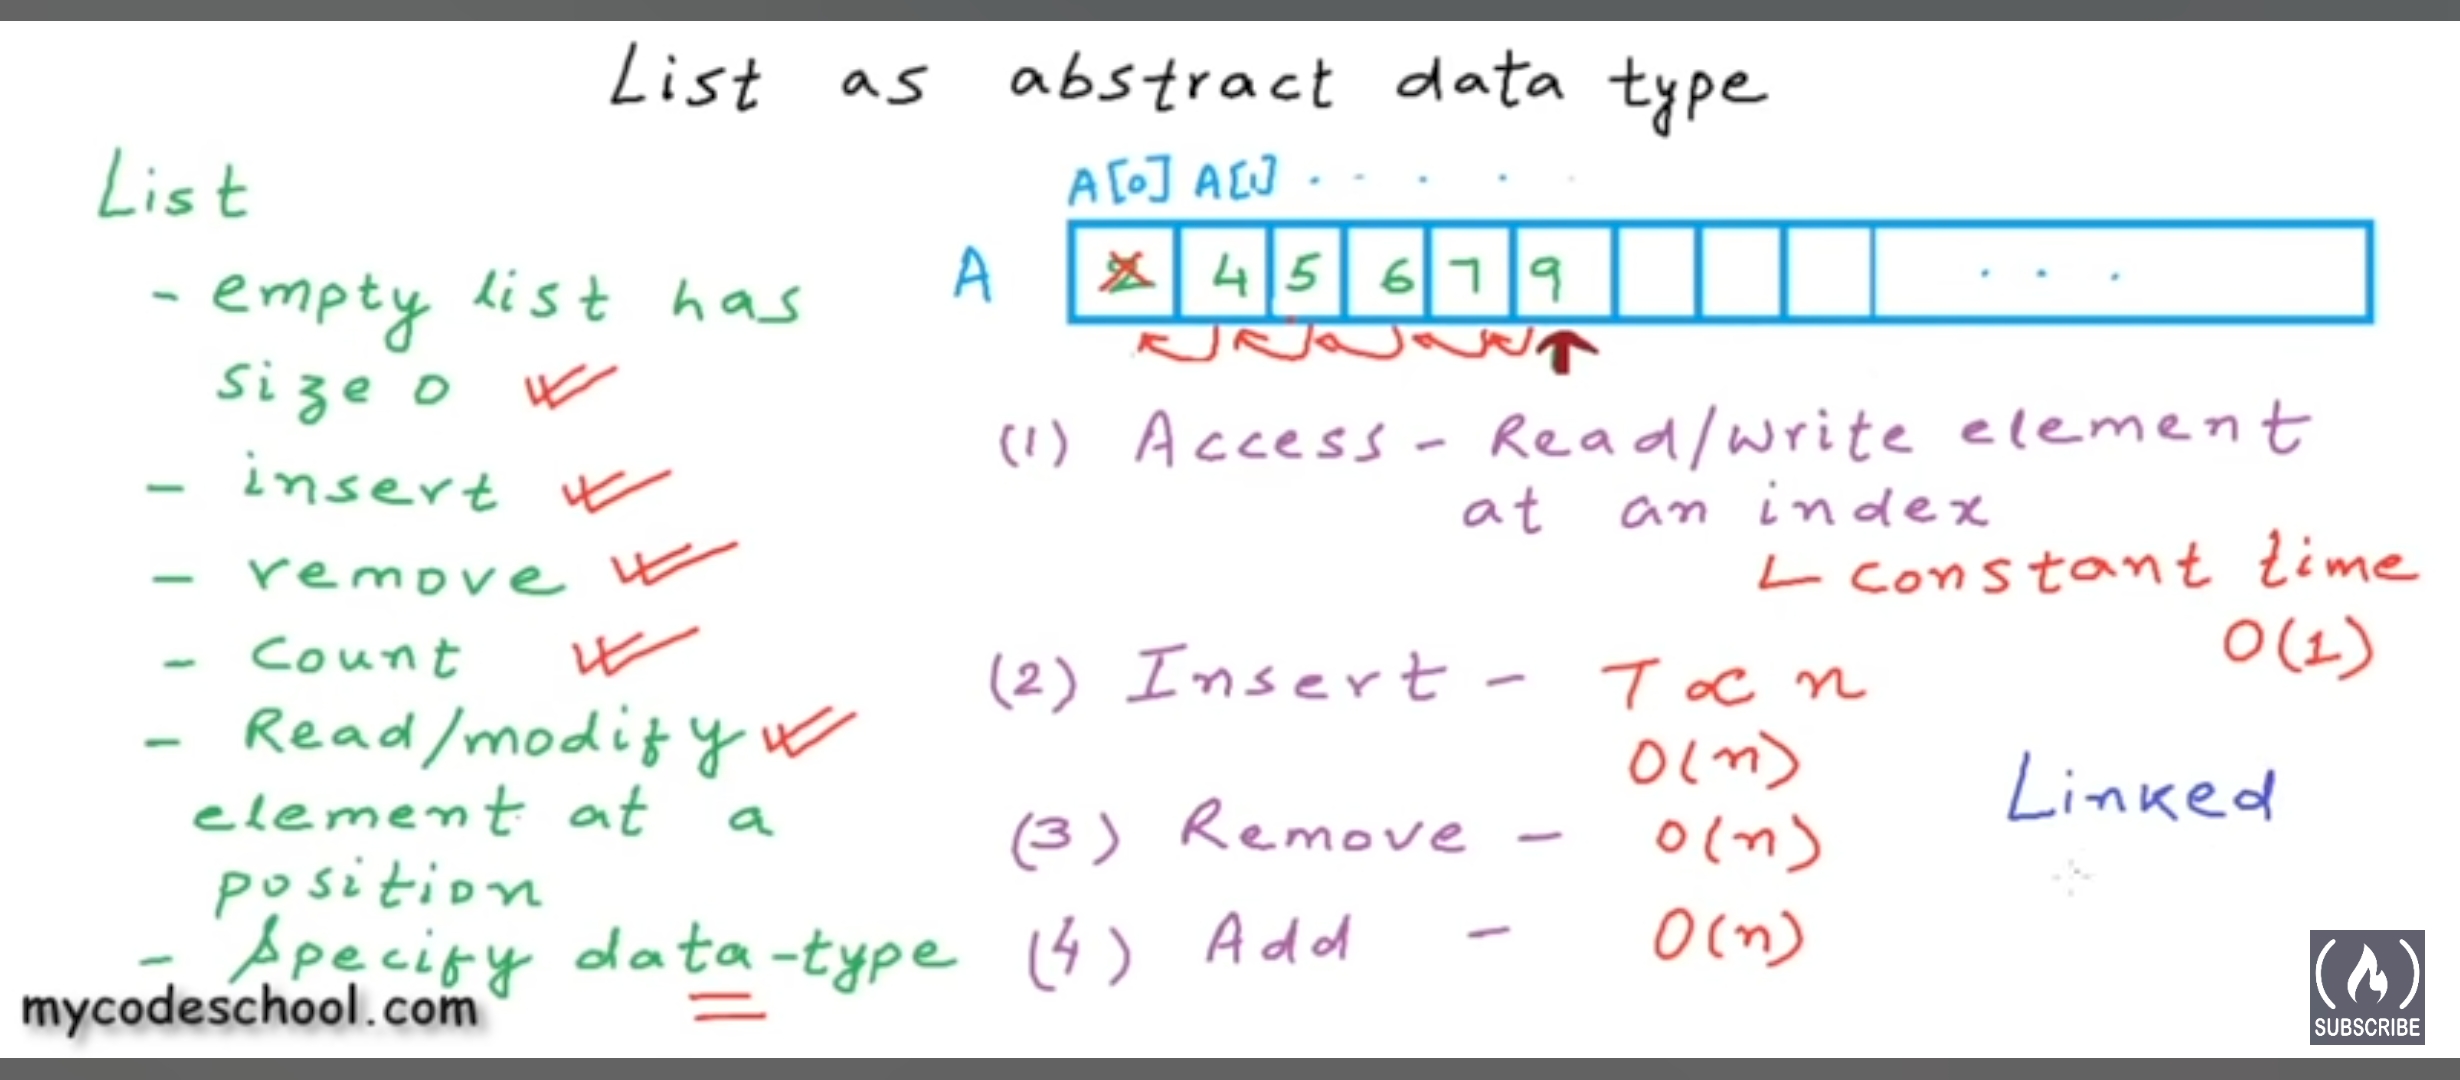 List as abstract data type
List
- empty list has
size 0
- insert
- remove
- Count
- Read/modify
element at a
position
- Specify data-type
mycodeschool.com
A[0] A[1] · · · · ·
A 2 4 5 6 7 9 · · ·
(1) Access - Read/write element
at an index
∟ constant time
O(1)
(2) Insert - T ∝ n
O(n)
(3) Remove - O(n)
(4) Add - O(n)
Linked
SUBSCRIBE